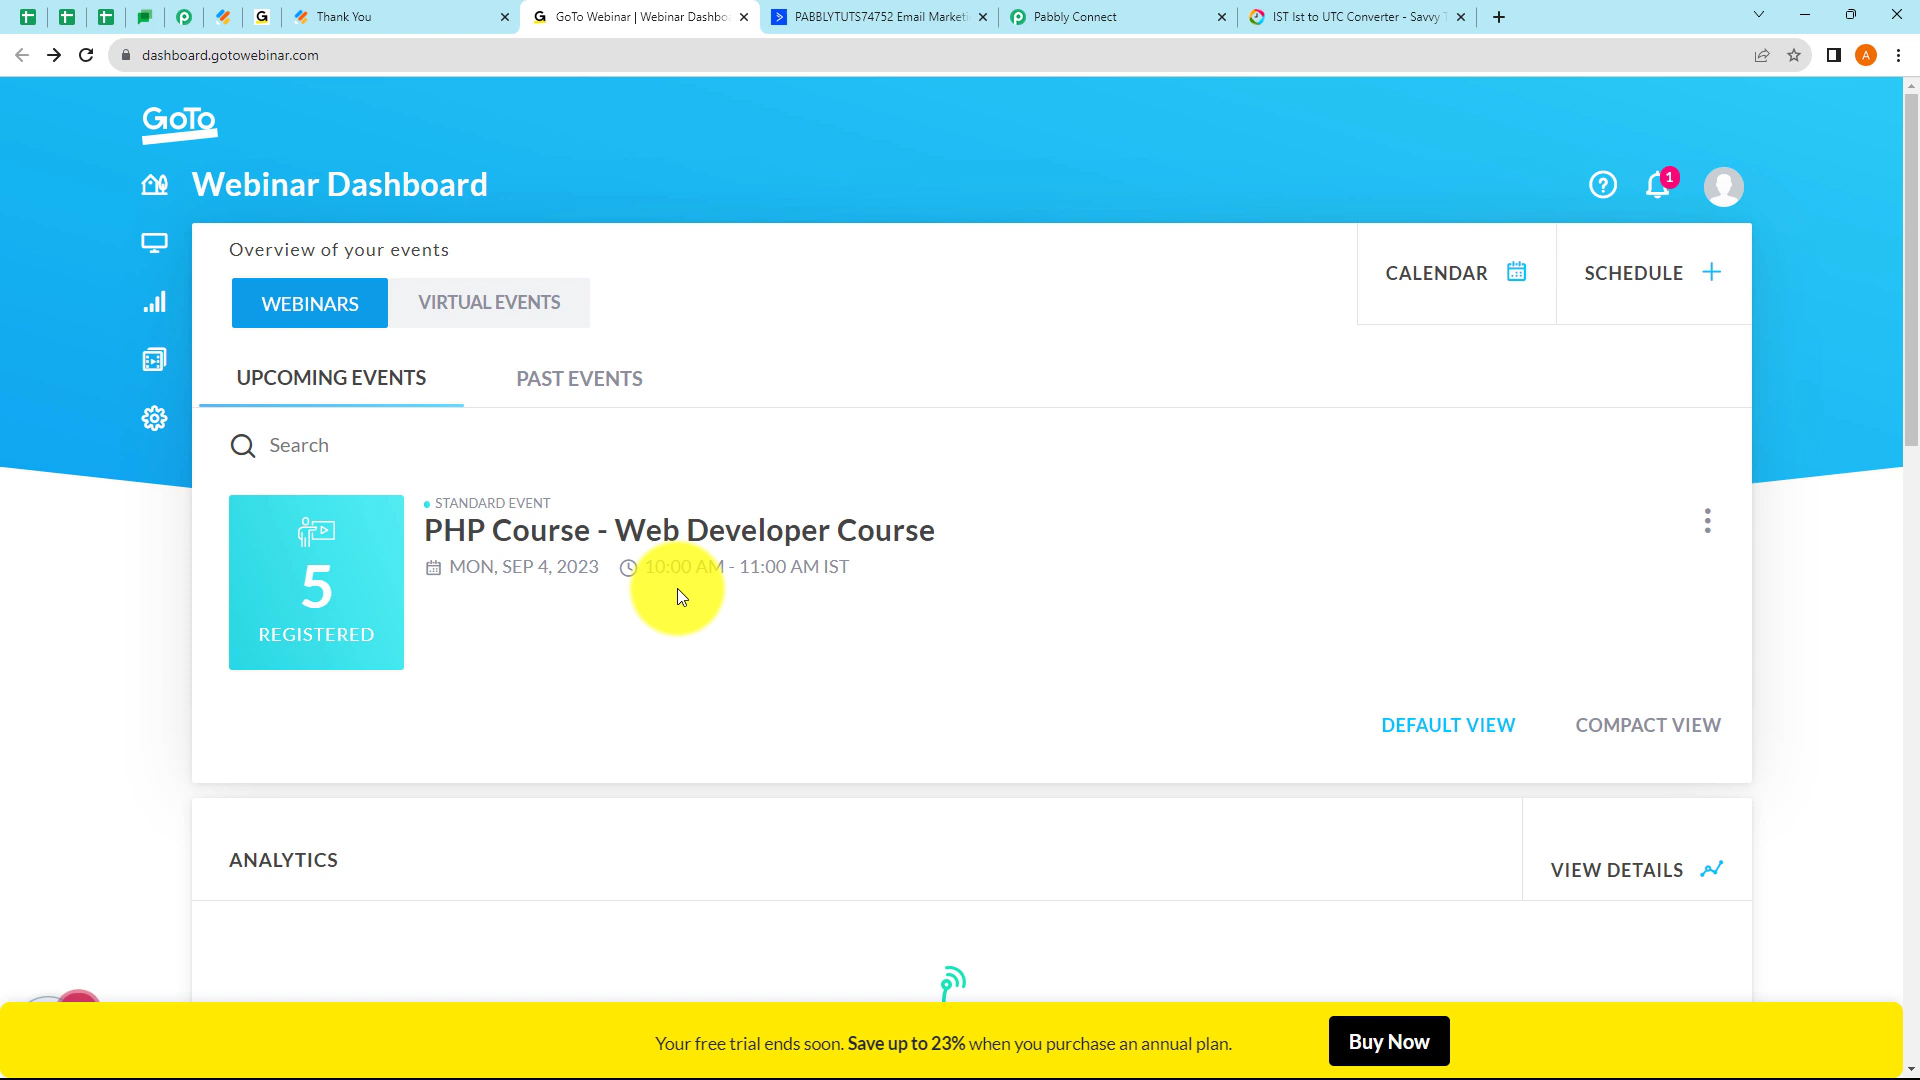 Thank You
GoTo Webinar | Webinar Dashbo
PABBLYTUTS74752 Email Marketi
Pabbly Connect
IST Ist to UTC Converter - Savvy T
dashboard.gotowebinar.com
A
GoTo
Webinar Dashboard
1
Overview of your events
CALENDAR
SCHEDULE
WEBINARS
VIRTUAL EVENTS
UPCOMING EVENTS
PAST EVENTS
Search
STANDARD EVENT
PHP Course - Web Developer Course
MON, SEP 4, 2023
10:00 AM - 11:00 AM IST
5
REGISTERED
DEFAULT VIEW
COMPACT VIEW
ANALYTICS
VIEW DETAILS
Your free trial ends soon. Save up to 23% when you purchase an annual plan.
Buy Now